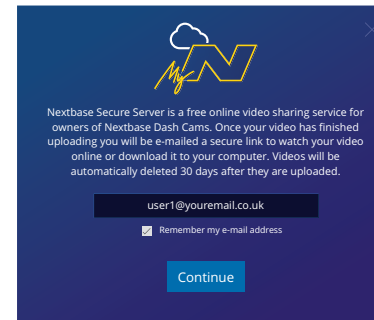 My N
Nextbase Secure Server is a free online video sharing service for
owners of Nextbase Dash Cams. Once your video has finished
uploading you will be e-mailed a secure link to watch your video
online or download it to your computer. Videos will be
automatically deleted 30 days after they are uploaded.
user1@youremail.co.uk
Remember my e-mail address
Continue